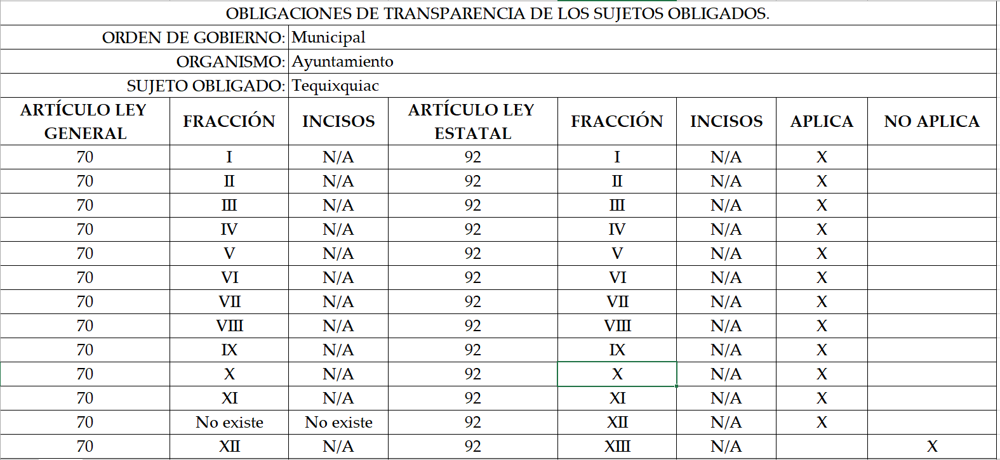 OBLIGACIONES DE TRANSPARENCIA DE LOS SUJETOS OBLIGADOS.
ORDEN DE GOBIERNO: Municipal
ORGANISMO: Ayuntamiento
SUJETO OBLIGADO: Tequixquiac
ARTÍCULO LEY GENERAL FRACCIÓN INCISOS ARTÍCULO LEY ESTATAL FRACCIÓN INCISOS APLICA NO APLICA
70 I N/A 92 I N/A X
70 II N/A 92 II N/A X
70 III N/A 92 III N/A X
70 IV N/A 92 IV N/A X
70 V N/A 92 V N/A X
70 VI N/A 92 VI N/A X
70 VII N/A 92 VII N/A X
70 VIII N/A 92 VIII N/A X
70 IX N/A 92 IX N/A X
70 X N/A 92 X N/A X
70 XI N/A 92 XI N/A X
70 No existe No existe 92 XII N/A X
70 XII N/A 92 XIII N/A X